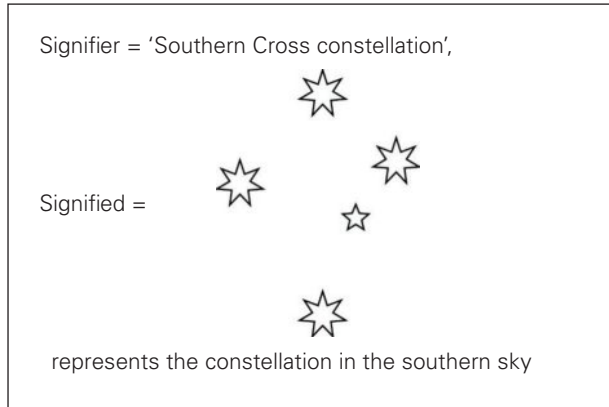 Signifier = ‘Southern Cross constellation’,
Signified =
represents the constellation in the southern sky